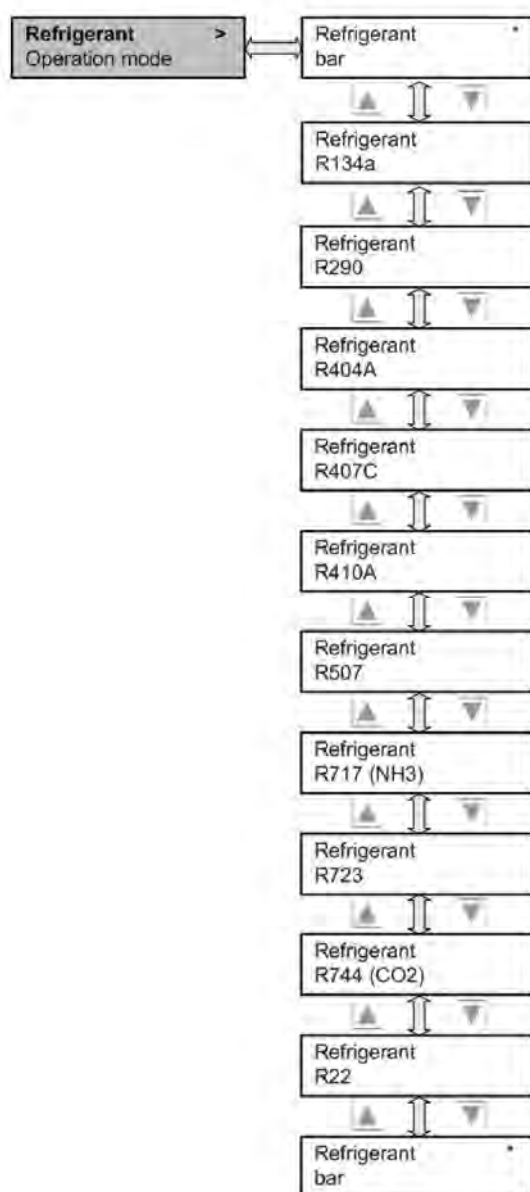 Refrigerant >
Operation mode
Refrigerant *
bar
Refrigerant
R134a
Refrigerant
R290
Refrigerant
R404A
Refrigerant
R407C
Refrigerant
R410A
Refrigerant
R507
Refrigerant
R717 (NH3)
Refrigerant
R723
Refrigerant
R744 (CO2)
Refrigerant
R22
Refrigerant *
bar